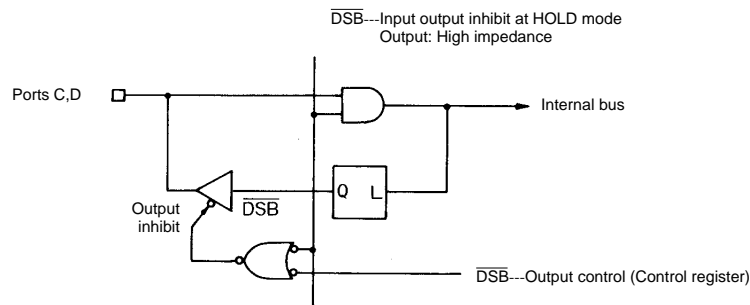 DSB---Input output inhibit at HOLD mode
Output: High impedance
Ports C,D
Internal bus
Q L
DSB
Output
inhibit
DSB---Output control (Control register)